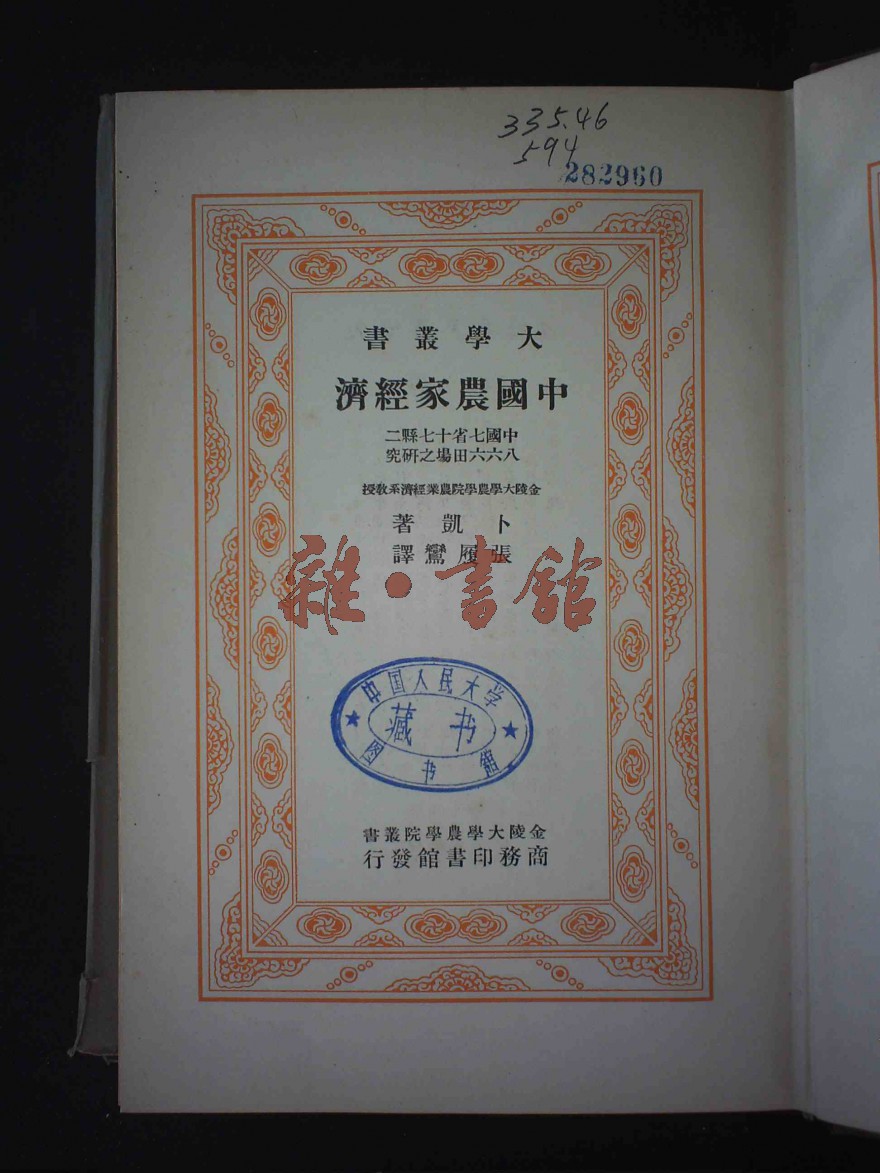 335.46
594
282960
大學叢書
中國農家經濟
中國七省十七縣二
八六六田場之研究
金陵大學農學院農業經濟系教授
卜凱著
張履鸞譯
雜·書館
中国人民大学
藏书
图书馆
金陵大學農學院叢書
商務印書館發行